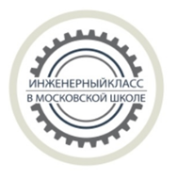 ИНЖЕНЕРНЫЙКЛАСС
В МОСКОВСКОЙ ШКОЛЕ